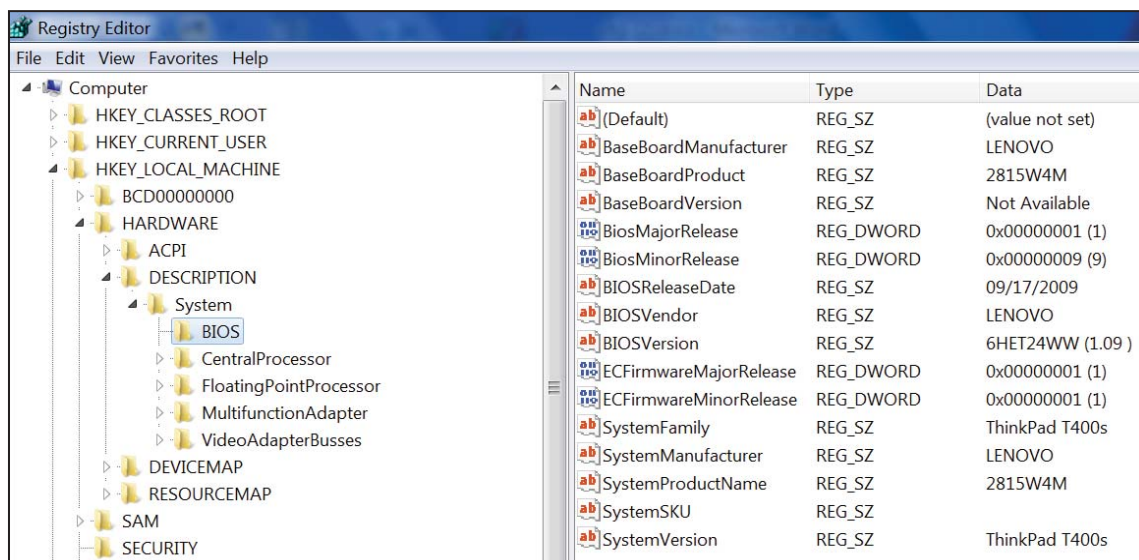 Registry Editor
File Edit View Favorites Help
Computer
HKEY_CLASSES_ROOT
HKEY_CURRENT_USER
HKEY_LOCAL_MACHINE
BCD00000000
HARDWARE
ACPI
DESCRIPTION
System
BIOS
CentralProcessor
FloatingPointProcessor
MultifunctionAdapter
VideoAdapterBusses
DEVICEMAP
RESOURCEMAP
SAM
SECURITY
Name Type Data
(Default) REG_SZ (value not set)
BaseBoardManufacturer REG_SZ LENOVO
BaseBoardProduct REG_SZ 2815W4M
BaseBoardVersion REG_SZ Not Available
BiosMajorRelease REG_DWORD 0x00000001 (1)
BiosMinorRelease REG_DWORD 0x00000009 (9)
BIOSReleaseDate REG_SZ 09/17/2009
BIOSVendor REG_SZ LENOVO
BIOSVersion REG_SZ 6HET24WW (1.09 )
ECFirmwareMajorRelease REG_DWORD 0x00000001 (1)
ECFirmwareMinorRelease REG_DWORD 0x00000001 (1)
SystemFamily REG_SZ ThinkPad T400s
SystemManufacturer REG_SZ LENOVO
SystemProductName REG_SZ 2815W4M
SystemSKU REG_SZ
SystemVersion REG_SZ ThinkPad T400s